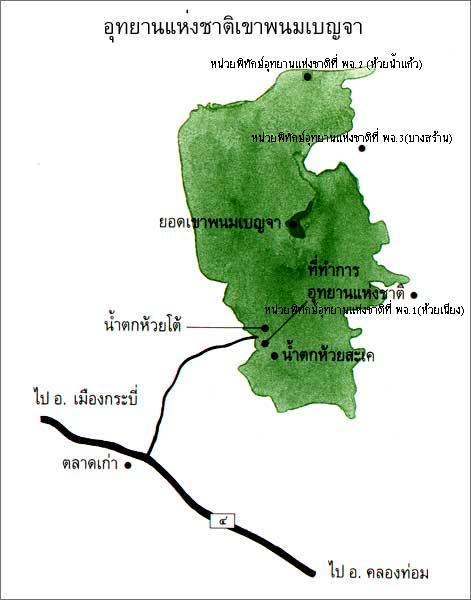 อุทยานแห่งชาติเขาพนมเบญจา
หน่วยพิทักษ์อุทยานแห่งชาติที่ พจ.2 (ห้วยน้ำแก้ว)
หน่วยพิทักษ์อุทยานแห่งชาติที่ พจ.3(บางสร้าน)
ยอดเขาพนมเบญจา
ที่ทำการ
อุทยานแห่งชาติ
หน่วยพิทักษ์อุทยานแห่งชาติที่ พจ.1(ห้วยเนียง)
น้ำตกห้วยโต้
น้ำตกห้วยสะเค
ไป อ. เมืองกระบี่
ตลาดเก่า
๔
ไป อ. คลองท่อม